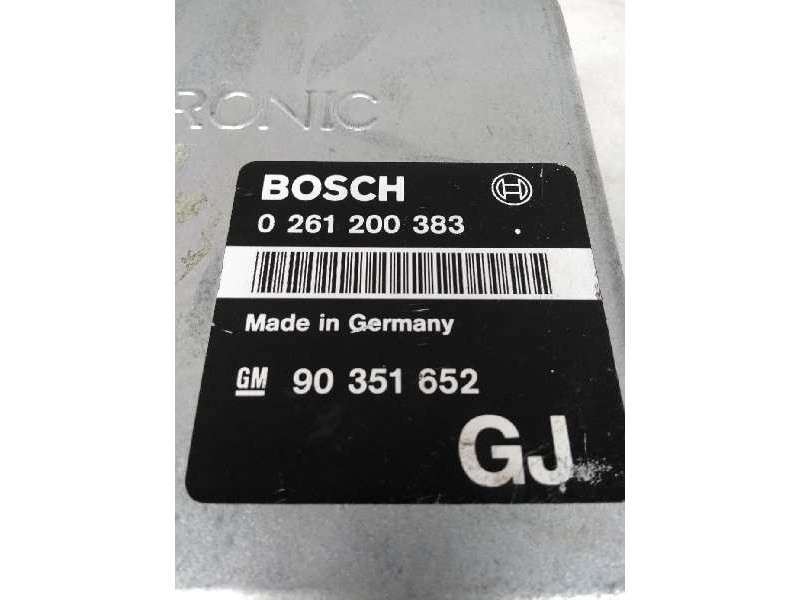 RONIC
BOSCH
0 261 200 383 .
Made in Germany
GM 90 351 652
GJ